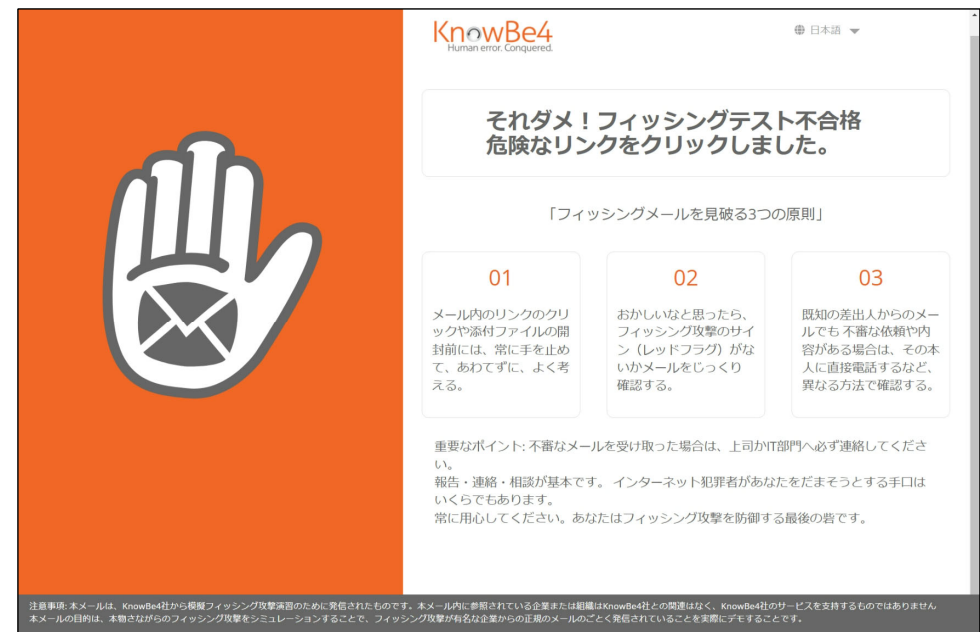 KnowBe4
Human error. Conquered.
日本語
それダメ！フィッシングテスト不合格
危険なリンクをクリックしました。
「フィッシングメールを見破る3つの原則」
01
メール内のリンクのクリ
ックや添付ファイルの開
封前には、常に手を止め
て、あわてずに、よく考
える。
02
おかしいなと思ったら、
フィッシング攻撃のサイ
ン（レッドフラグ）がな
いかメールをじっくり
確認する。
03
既知の差出人からのメー
ルでも 不審な依頼や内
容がある場合は、その本
人に直接電話するなど、
異なる方法で確認する。
重要なポイント: 不審なメールを受け取った場合は、上司かIT部門へ必ず連絡してくださ
い。
報告・連絡・相談が基本です。 インターネット犯罪者があなたをだまそうとする手口は
いくらでもあります。
常に用心してください。あなたはフィッシング攻撃を防御する最後の砦です。
注意事項: 本メールは、KnowBe4社から模擬フィッシング攻撃演習のために発信されたものです。本メール内に参照されている企業または組織はKnowBe4社との関連はなく、KnowBe4社のサービスを支持するものではありません
本メールの目的は、本物さながらのフィッシング攻撃をシミュレーションすることで、フィッシング攻撃が有名な企業からの正規のメールのごとく発信されていることを実際にデモすることです。